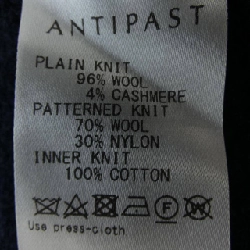 ANTIPAST
PLAIN KNIT
96% WOOL
4% CASHMERE
PATTERNED KNIT
70% WOOL
30% NYLON
INNER KNIT
100% COTTON
F W
Use press-cloth